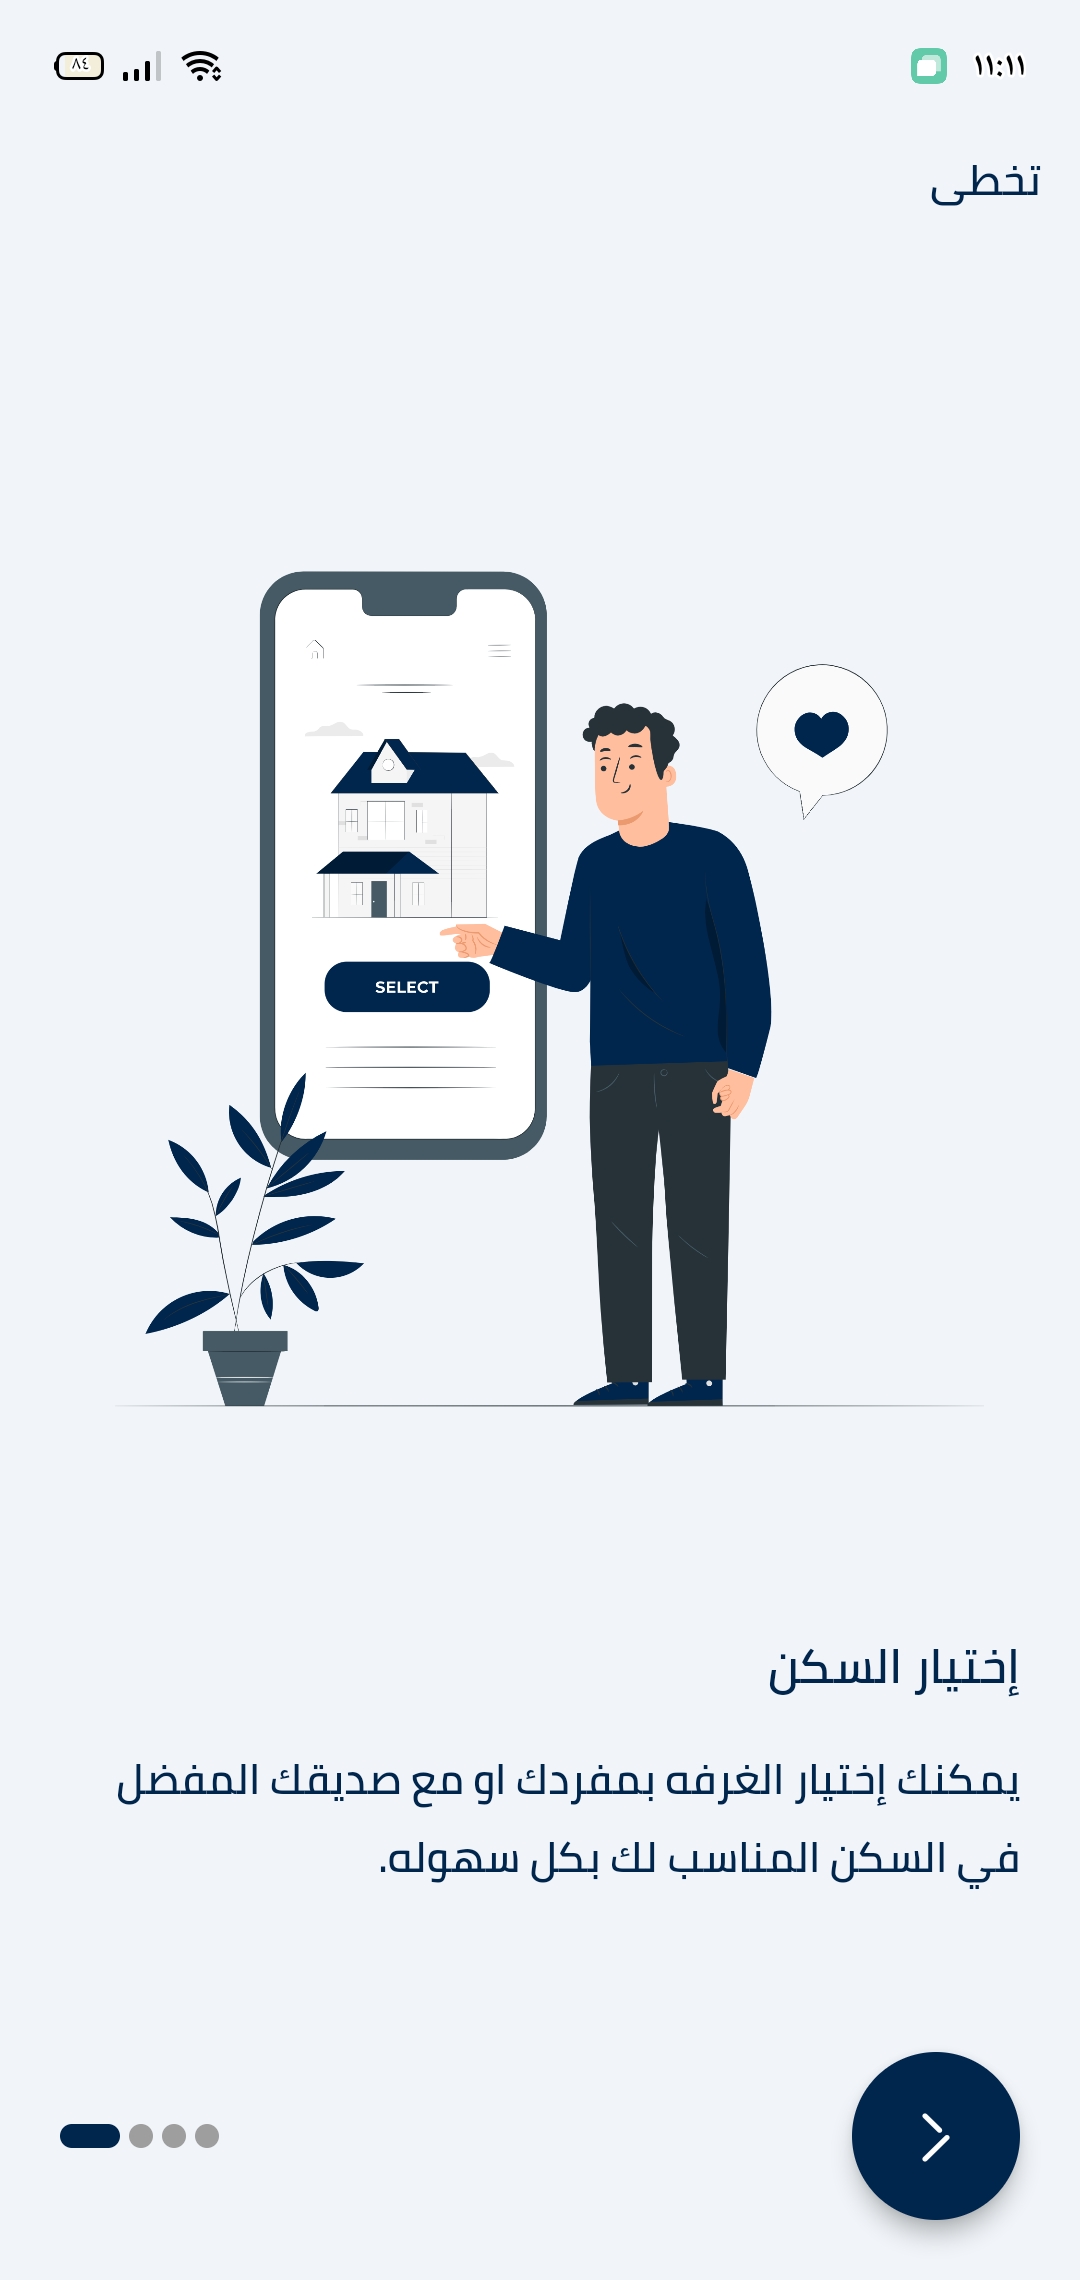 ١١:١١
٨٤
تخطى
SELECT
إختيار السكن
يمكنك إختيار الغرفه بمفردك او مع صديقك المفضل
في السكن المناسب لك بكل سهوله.